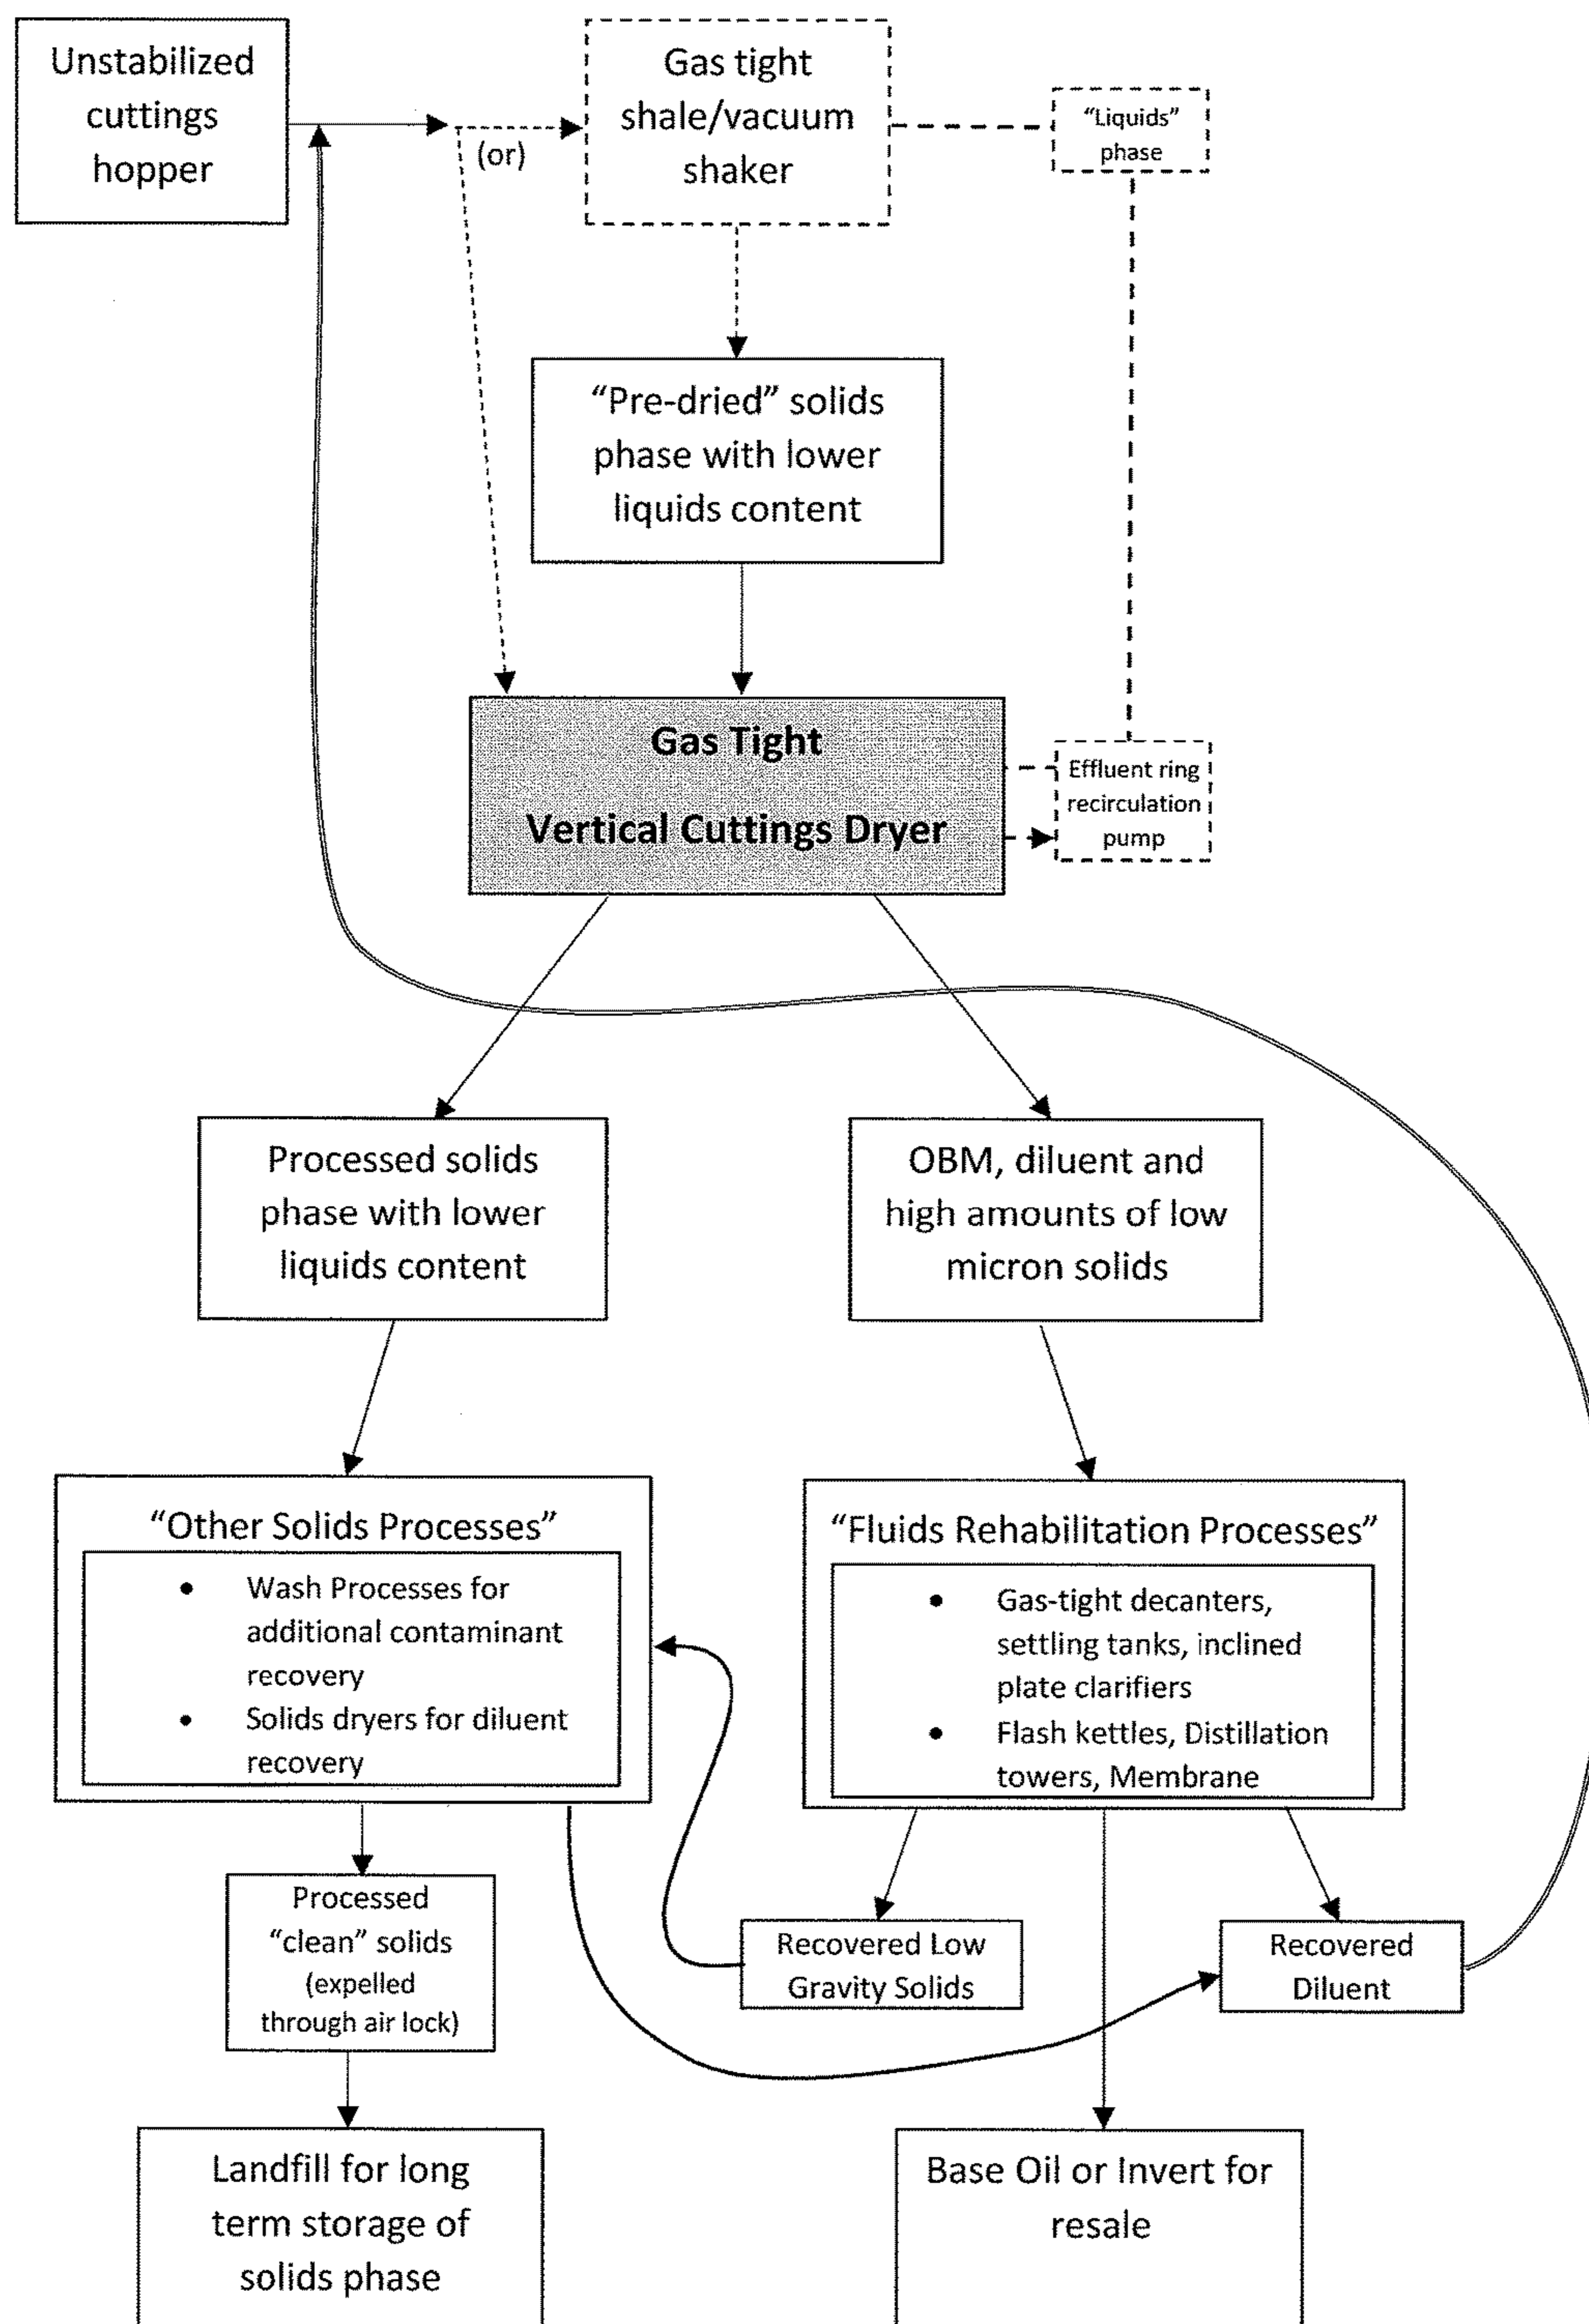 Unstabilized
cuttings
hopper
(or)
Gas tight
shale/vacuum
shaker
“Liquids”
phase
“Pre-dried” solids
phase with lower
liquids content
Gas Tight
Vertical Cuttings Dryer
Effluent ring
recirculation
pump
Processed solids
phase with lower
liquids content
OBM, diluent and
high amounts of low
micron solids
“Other Solids Processes”
• Wash Processes for
additional contaminant
recovery
• Solids dryers for diluent
recovery
“Fluids Rehabilitation Processes”
• Gas-tight decanters,
settling tanks, inclined
plate clarifiers
• Flash kettles, Distillation
towers, Membrane
Processed
“clean” solids
(expelled
through air lock)
Recovered Low
Gravity Solids
Recovered
Diluent
Landfill for long
term storage of
solids phase
Base Oil or Invert for
resale